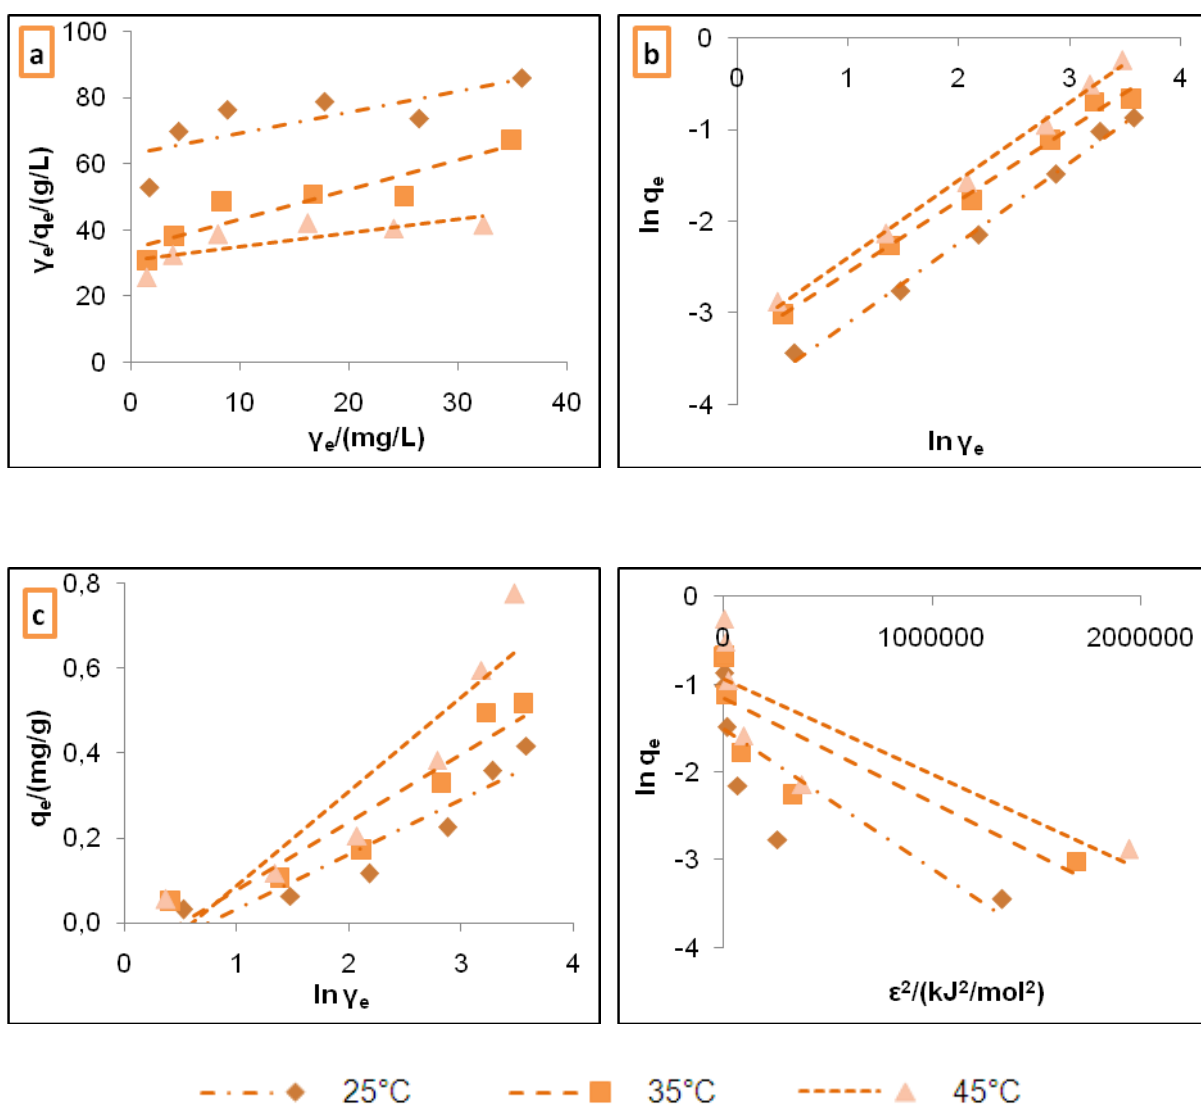 a
100
80
60
40
20
0
0 10 20 30 40
γe/qe/(g/L)
γe/(mg/L)
b
0
-1
-2
-3
-4
0 1 2 3 4
ln qe
ln γe
c
0,8
0,6
0,4
0,2
0,0
0 1 2 3 4
qe/(mg/g)
ln γe
0
-1
-2
-3
-4
0 1000000 2000000
ln qe
ε²/(kJ²/mol²)
25°C 35°C 45°C